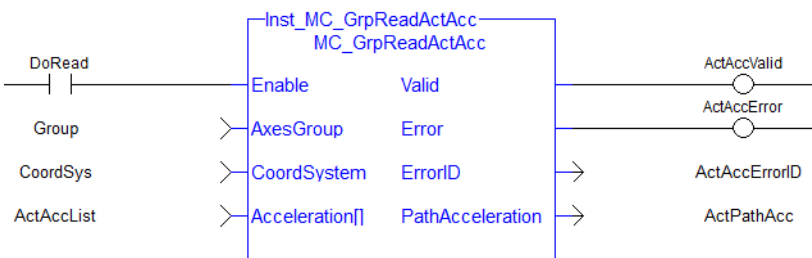 Inst_MC_GrpReadActAcc
MC_GrpReadActAcc
DoRead
ActAccValid
Enable
Valid
ActAccError
Group
AxesGroup
Error
CoordSys
CoordSystem
ErrorID
ActAccErrorID
ActAccList
Acceleration[]
PathAcceleration
ActPathAcc